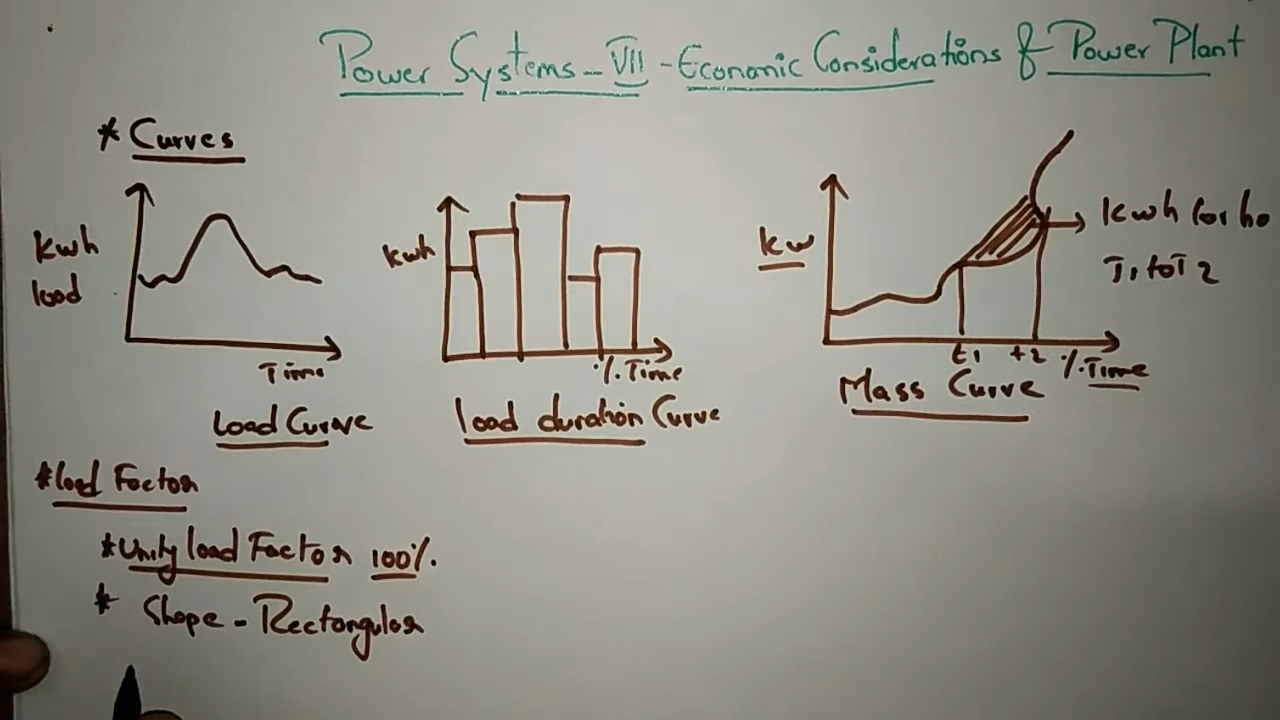 Power Systems - VII - Economic Considerations of Power Plant
* Curves
kwh
load
Time
Load Curve
kwh
% Time
load duration Curve
kw
t1 t2 % Time
Mass Curve
kwh for ho
T1 to T2
* load Factor
* Unity load Factor 100%.
* Shape - Rectangular